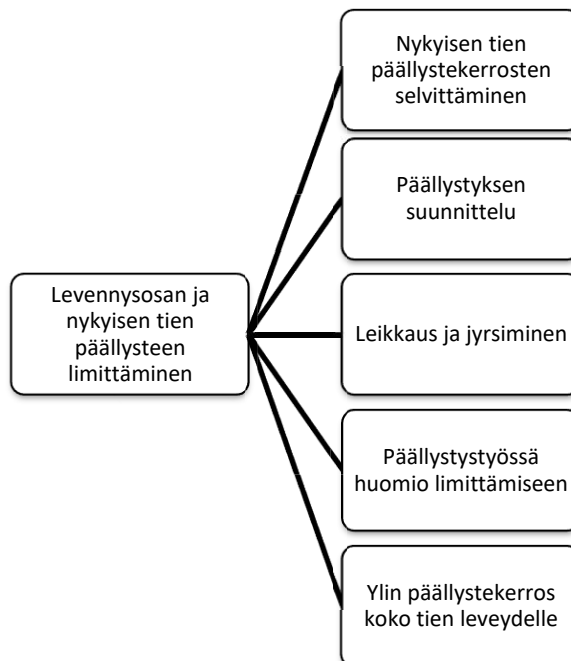 Nykyisen tien
päällystekerrosten
selvittäminen
Päällystyksen
suunnittelu
Levennysosan ja
nykyisen tien
päällysteen
limittäminen
Leikkaus ja jyrsiminen
Päällystystyössä
huomio limittämiseen
Ylin päällystekerros
koko tien leveydelle